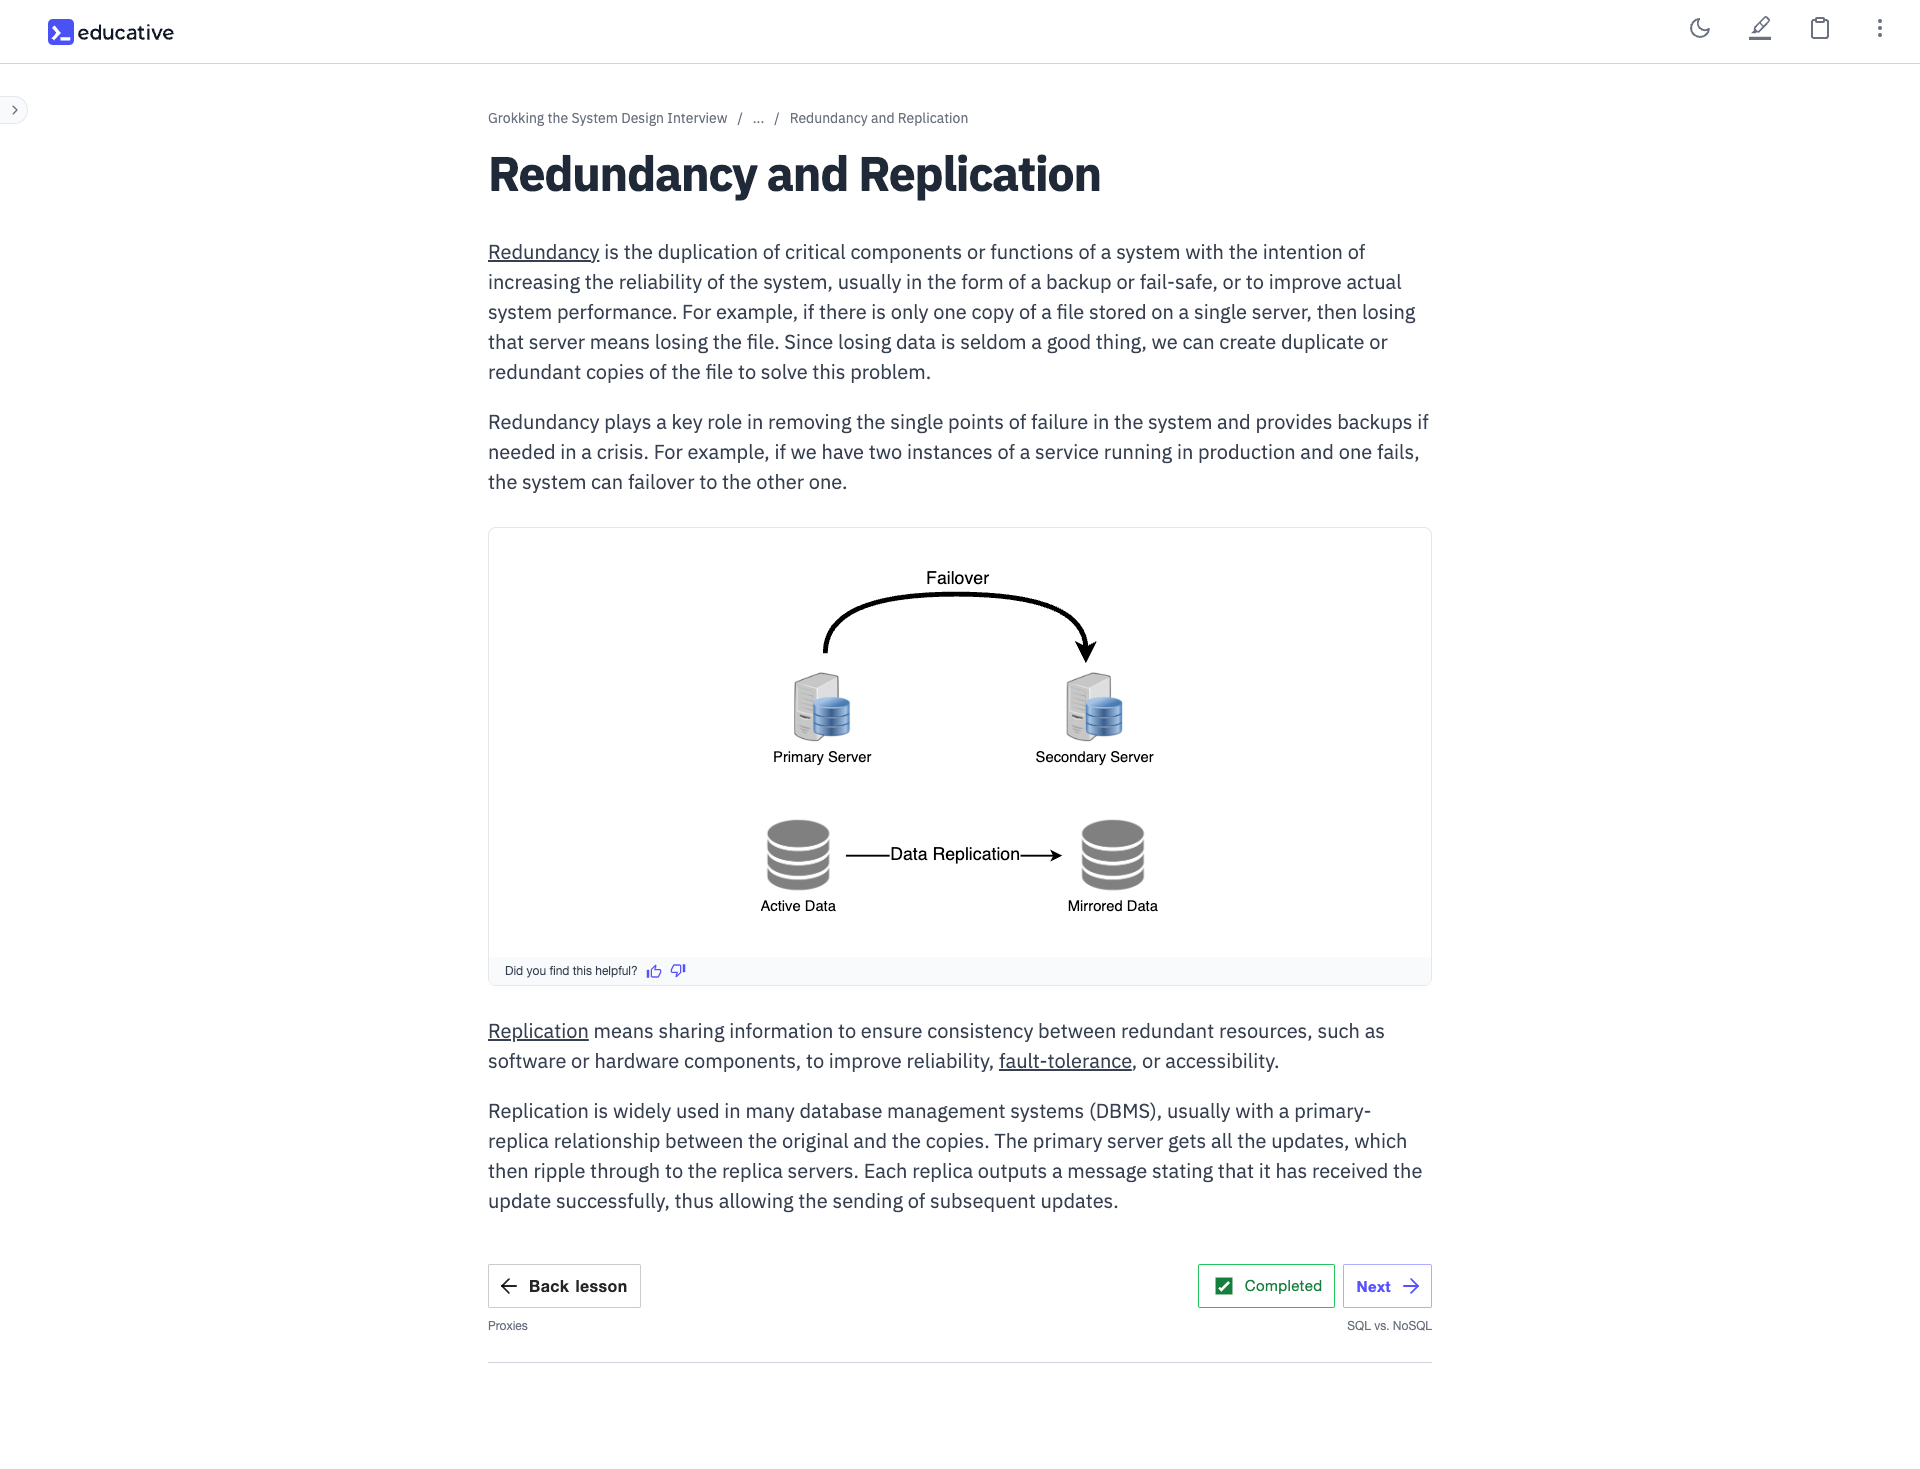 educative
Grokking the System Design Interview / ... / Redundancy and Replication
Redundancy and Replication
Redundancy is the duplication of critical components or functions of a system with the intention of
increasing the reliability of the system, usually in the form of a backup or fail-safe, or to improve actual
system performance. For example, if there is only one copy of a file stored on a single server, then losing
that server means losing the file. Since losing data is seldom a good thing, we can create duplicate or
redundant copies of the file to solve this problem.
Redundancy plays a key role in removing the single points of failure in the system and provides backups if
needed in a crisis. For example, if we have two instances of a service running in production and one fails,
the system can failover to the other one.
Failover
Primary Server
Secondary Server
Data Replication
Active Data
Mirrored Data
Did you find this helpful?
Replication means sharing information to ensure consistency between redundant resources, such as
software or hardware components, to improve reliability, fault-tolerance, or accessibility.
Replication is widely used in many database management systems (DBMS), usually with a primary-
replica relationship between the original and the copies. The primary server gets all the updates, which
then ripple through to the replica servers. Each replica outputs a message stating that it has received the
update successfully, thus allowing the sending of subsequent updates.
Back lesson
Completed
Next
Proxies
SQL vs. NoSQL